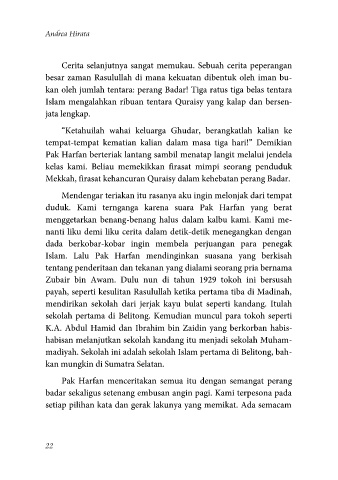 Andrea Hirata
Cerita selanjutnya sangat memukau. Sebuah cerita peperangan
besar zaman Rasulullah di mana kekuatan dibentuk oleh iman bu-
kan oleh jumlah tentara: perang Badar! Tiga ratus tiga belas tentara
Islam mengalahkan ribuan tentara Quraisy yang kalap dan bersen-
jata lengkap.
“Ketahuilah wahai keluarga Ghudar, berangkatlah kalian ke
tempat-tempat kematian kalian dalam masa tiga hari!” Demikian
Pak Harfan berteriak lantang sambil menatap langit melalui jendela
kelas kami. Beliau memekikkan firasat mimpi seorang penduduk
Mekkah, firasat kehancuran Quraisy dalam kehebatan perang Badar.
Mendengar teriakan itu rasanya aku ingin melonjak dari tempat
duduk. Kami ternganga karena suara Pak Harfan yang berat
menggetarkan benang-benang halus dalam kalbu kami. Kami me-
nanti liku demi liku cerita dalam detik-detik menegangkan dengan
dada berkobar-kobar ingin membela perjuangan para penegak
Islam. Lalu Pak Harfan mendinginkan suasana yang berkisah
tentang penderitaan dan tekanan yang dialami seorang pria bernama
Zubair bin Awam. Dulu nun di tahun 1929 tokoh ini bersusah
payah, seperti kesulitan Rasulullah ketika pertama tiba di Madinah,
mendirikan sekolah dari jerjak kayu bulat seperti kandang. Itulah
sekolah pertama di Belitong. Kemudian muncul para tokoh seperti
K.A. Abdul Hamid dan Ibrahim bin Zaidin yang berkorban habis-
habisan melanjutkan sekolah kandang itu menjadi sekolah Muham-
madiyah. Sekolah ini adalah sekolah Islam pertama di Belitong, bah-
kan mungkin di Sumatra Selatan.
Pak Harfan menceritakan semua itu dengan semangat perang
badar sekaligus setenang embusan angin pagi. Kami terpesona pada
setiap pilihan kata dan gerak lakunya yang memikat. Ada semacam
22